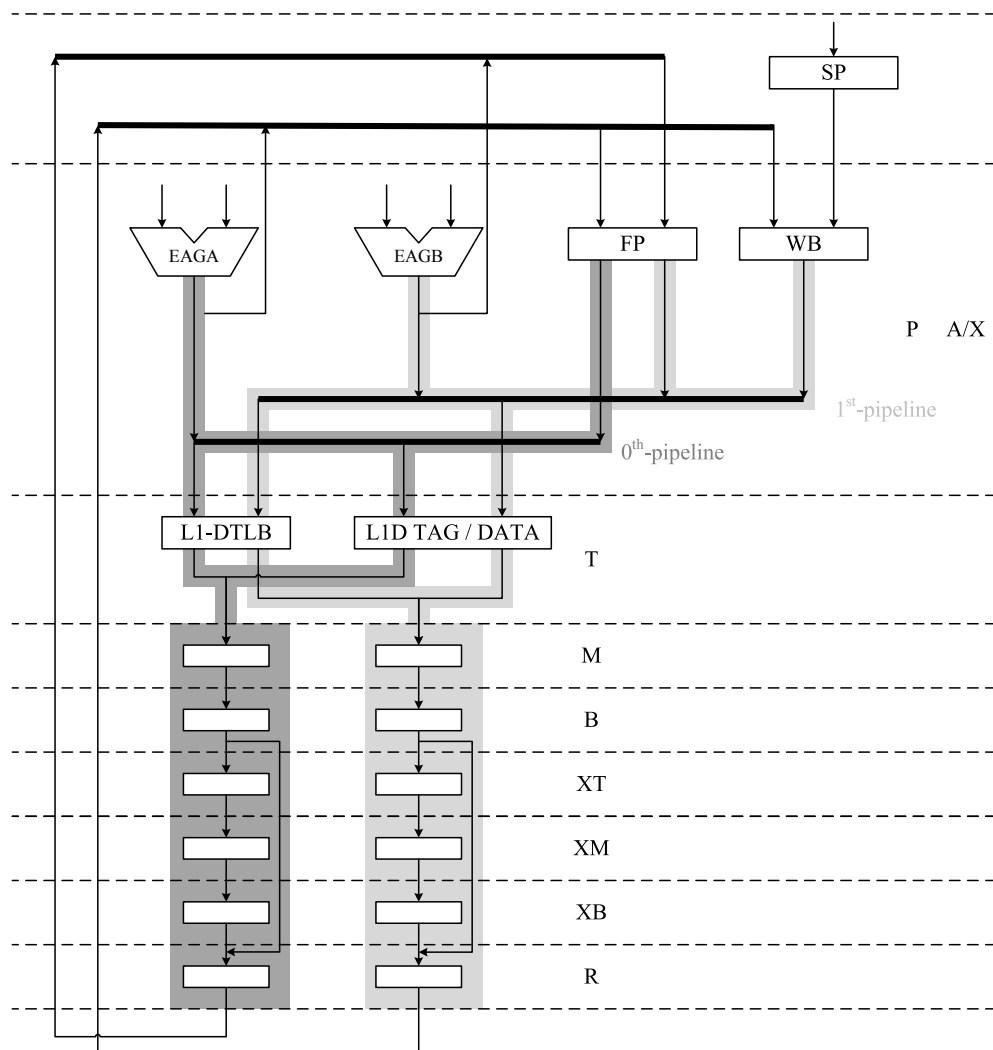 SP
EAGA
EAGB
FP
WB
P A/X
1st-pipeline
0th-pipeline
L1-DTLB
L1D TAG / DATA
T
M
B
XT
XM
XB
R